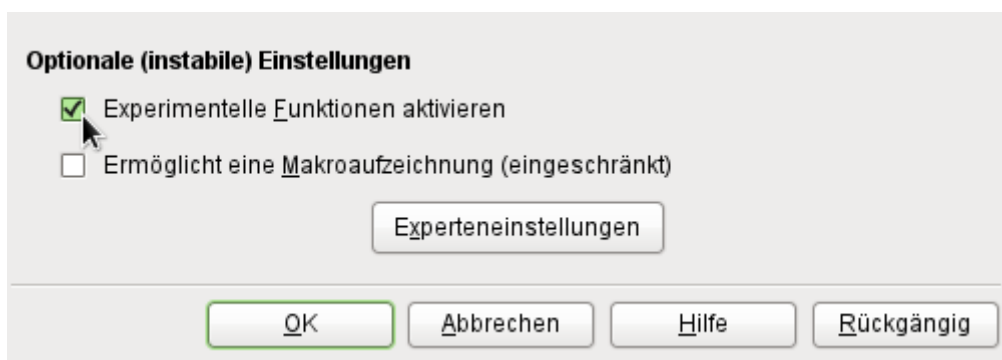 Optionale (instabile) Einstellungen
Experimentelle Funktionen aktivieren
Ermöglicht eine Makroaufzeichnung (eingeschränkt)
Experteneinstellungen
OK Abbrechen Hilfe Rückgängig